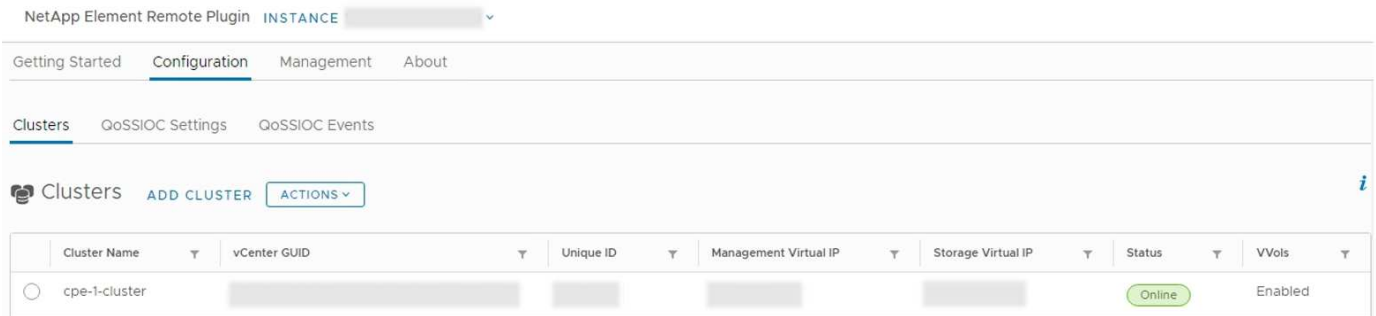 NetApp Element Remote Plugin INSTANCE
Getting Started Configuration Management About
Clusters QoSSIOC Settings QoSSIOC Events
Clusters ADD CLUSTER ACTIONS i
Cluster Name vCenter GUID Unique ID Management Virtual IP Storage Virtual IP Status VVols
cpe-1-cluster Online Enabled